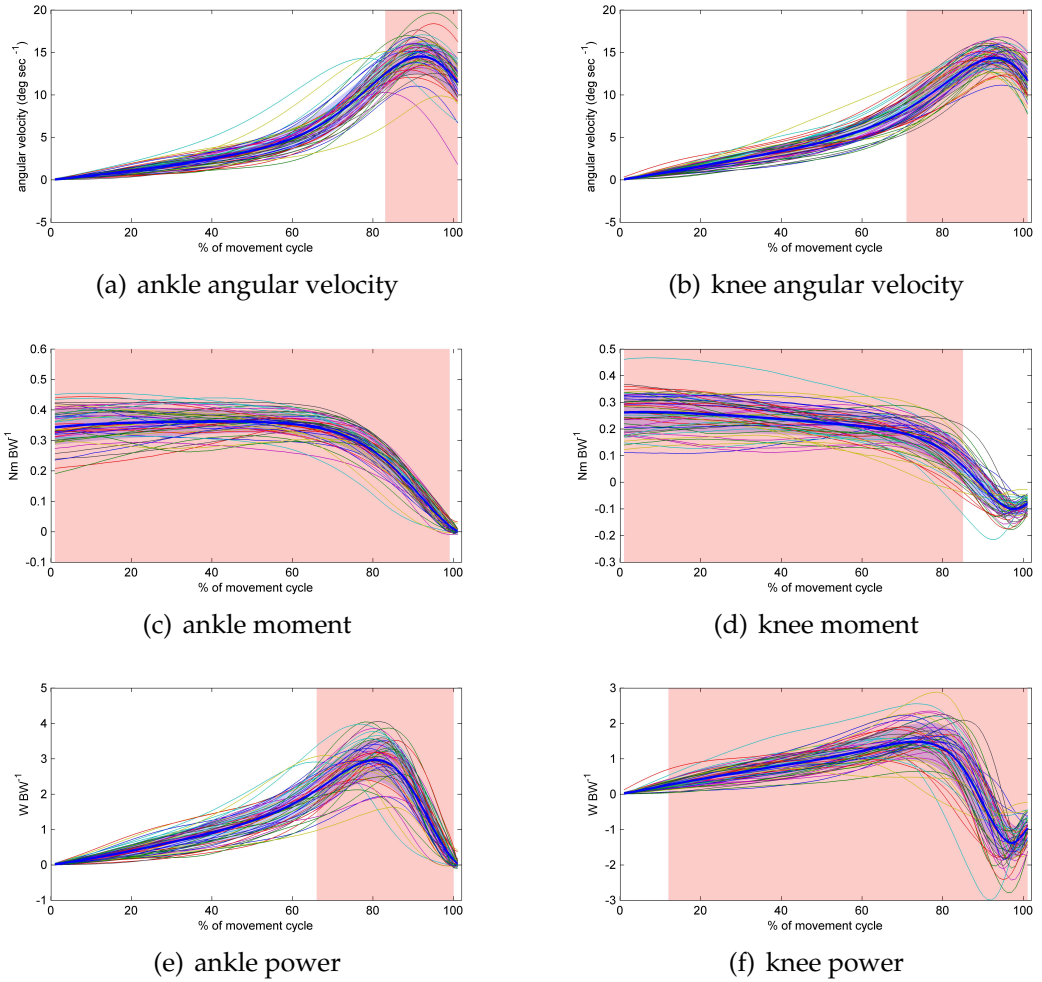 20
15
10
5
0
-5
0 20 40 60 80 100
angular velocity (deg sec -1)
% of movement cycle
(a) ankle angular velocity
20
15
10
5
0
-5
0 20 40 60 80 100
angular velocity (deg sec -1)
% of movement cycle
(b) knee angular velocity
0.6
0.5
0.4
0.3
0.2
0.1
0
-0.1
0 20 40 60 80 100
Nm BW-1
% of movement cycle
(c) ankle moment
0.5
0.4
0.3
0.2
0.1
0
-0.1
-0.2
-0.3
0 20 40 60 80 100
Nm BW-1
% of movement cycle
(d) knee moment
5
4
3
2
1
0
-1
0 20 40 60 80 100
W BW-1
% of movement cycle
(e) ankle power
3
2
1
0
-1
-2
-3
0 20 40 60 80 100
W BW-1
% of movement cycle
(f) knee power